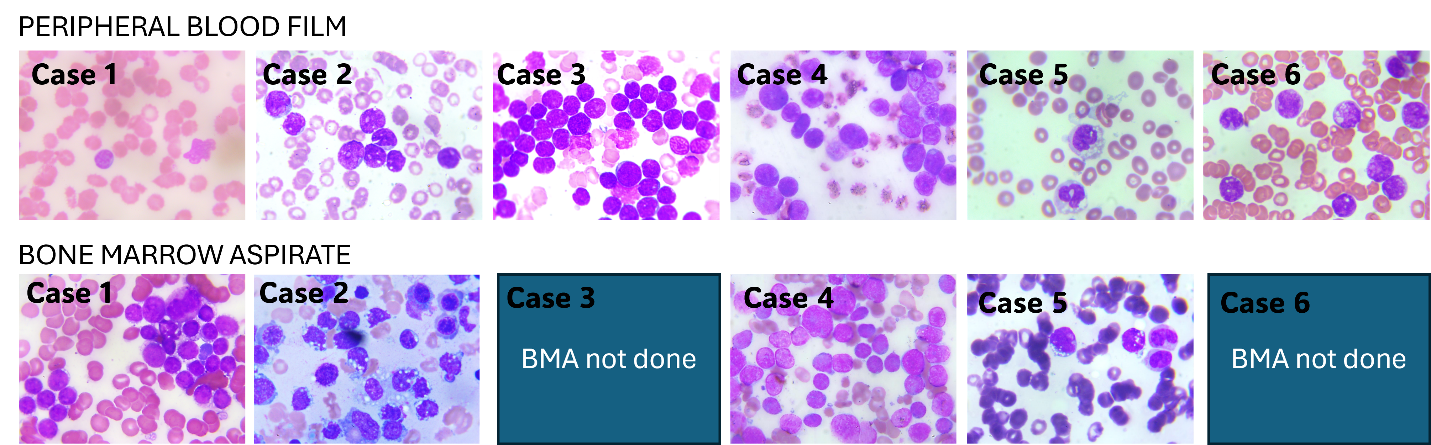 PERIPHERAL BLOOD FILM
Case 1
Case 2
Case 3
Case 4
Case 5
Case 6
BONE MARROW ASPIRATE
Case 1
Case 2
Case 3
BMA not done
Case 4
Case 5
Case 6
BMA not done